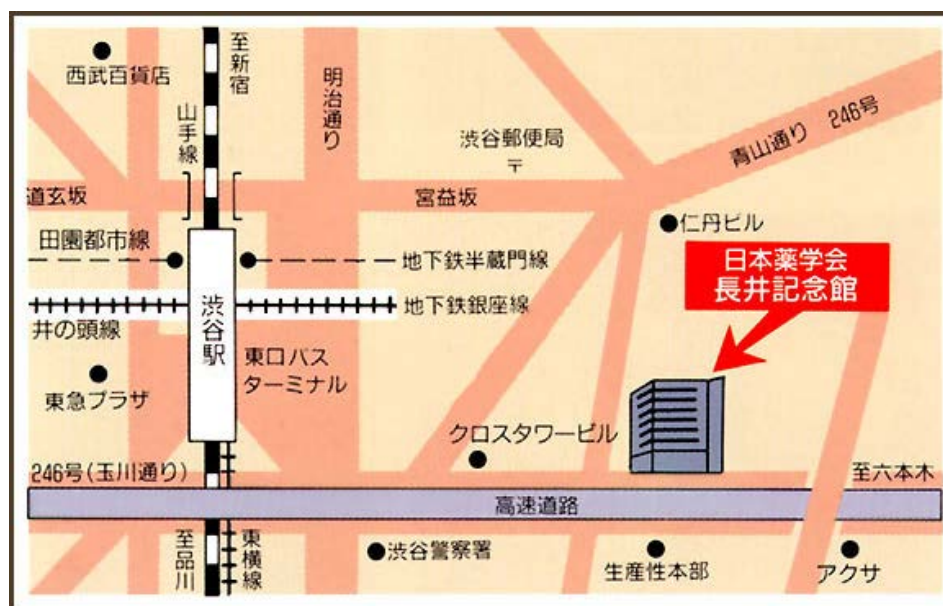 西武百貨店
至新宿
山手線
明治通り
渋谷郵便局
〒
青山通り 246号
道玄坂
宮益坂
仁丹ビル
田園都市線
地下鉄半蔵門線
日本薬学会
長井記念館
渋谷駅
地下鉄銀座線
井の頭線
東口バス
ターミナル
東急プラザ
クロスタワービル
246号(玉川通り)
至六本木
高速道路
至品川
東横線
渋谷警察署
生産性本部
アクサ